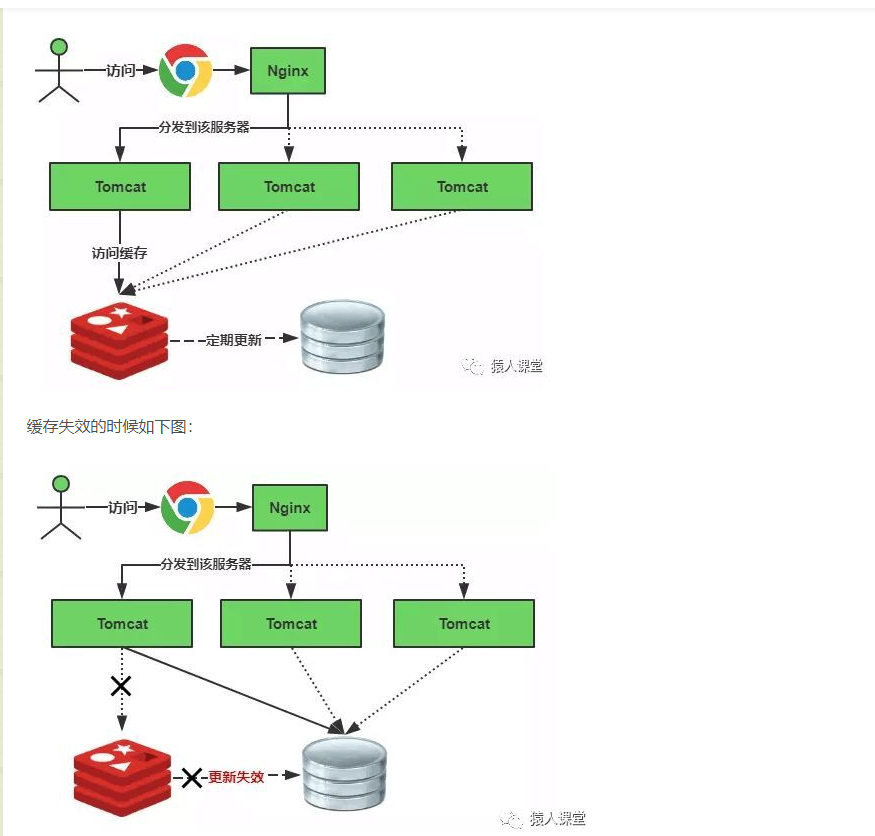 访问
Nginx
分发到该服务器
Tomcat Tomcat Tomcat
访问缓存
定期更新
猿人课堂
缓存失效的时候如下图：
访问
Nginx
分发到该服务器
Tomcat Tomcat Tomcat
更新失效
猿人课堂